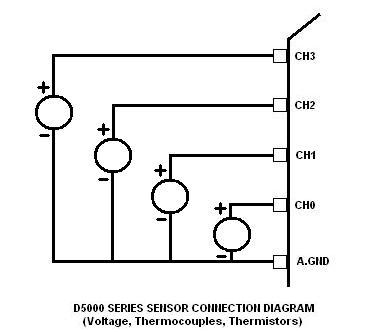 +
CH3
−
+
CH2
−
+
CH1
−
+
CH0
−
A.GND
D5000 SERIES SENSOR CONNECTION DIAGRAM
(Voltage, Thermocouples, Thermistors)